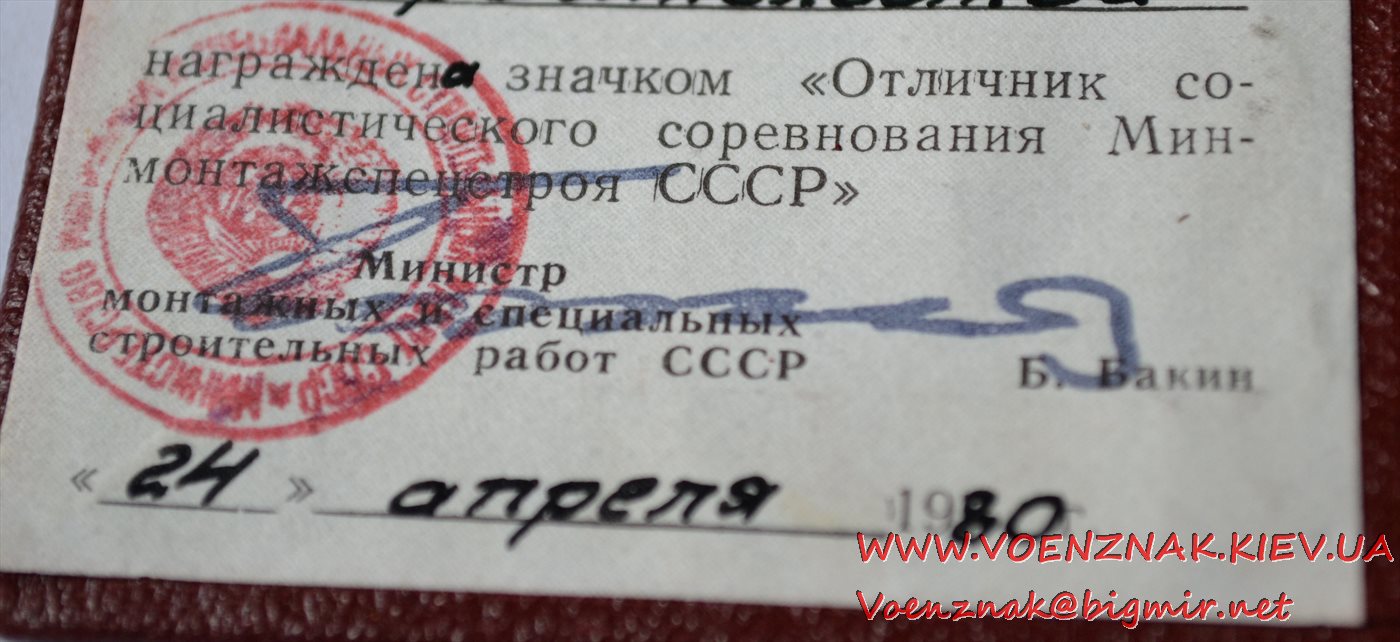 награждена значком «Отличник со-
циалистического соревнования Мин-
монтажспецстроя СССР»
Министр
монтажных и специальных
строительных работ СССР Б. Бакин
« 24 » апреля 1980 г.
WWW.VOENZNAK.KIEV.UA
Voenznak@bigmir.net